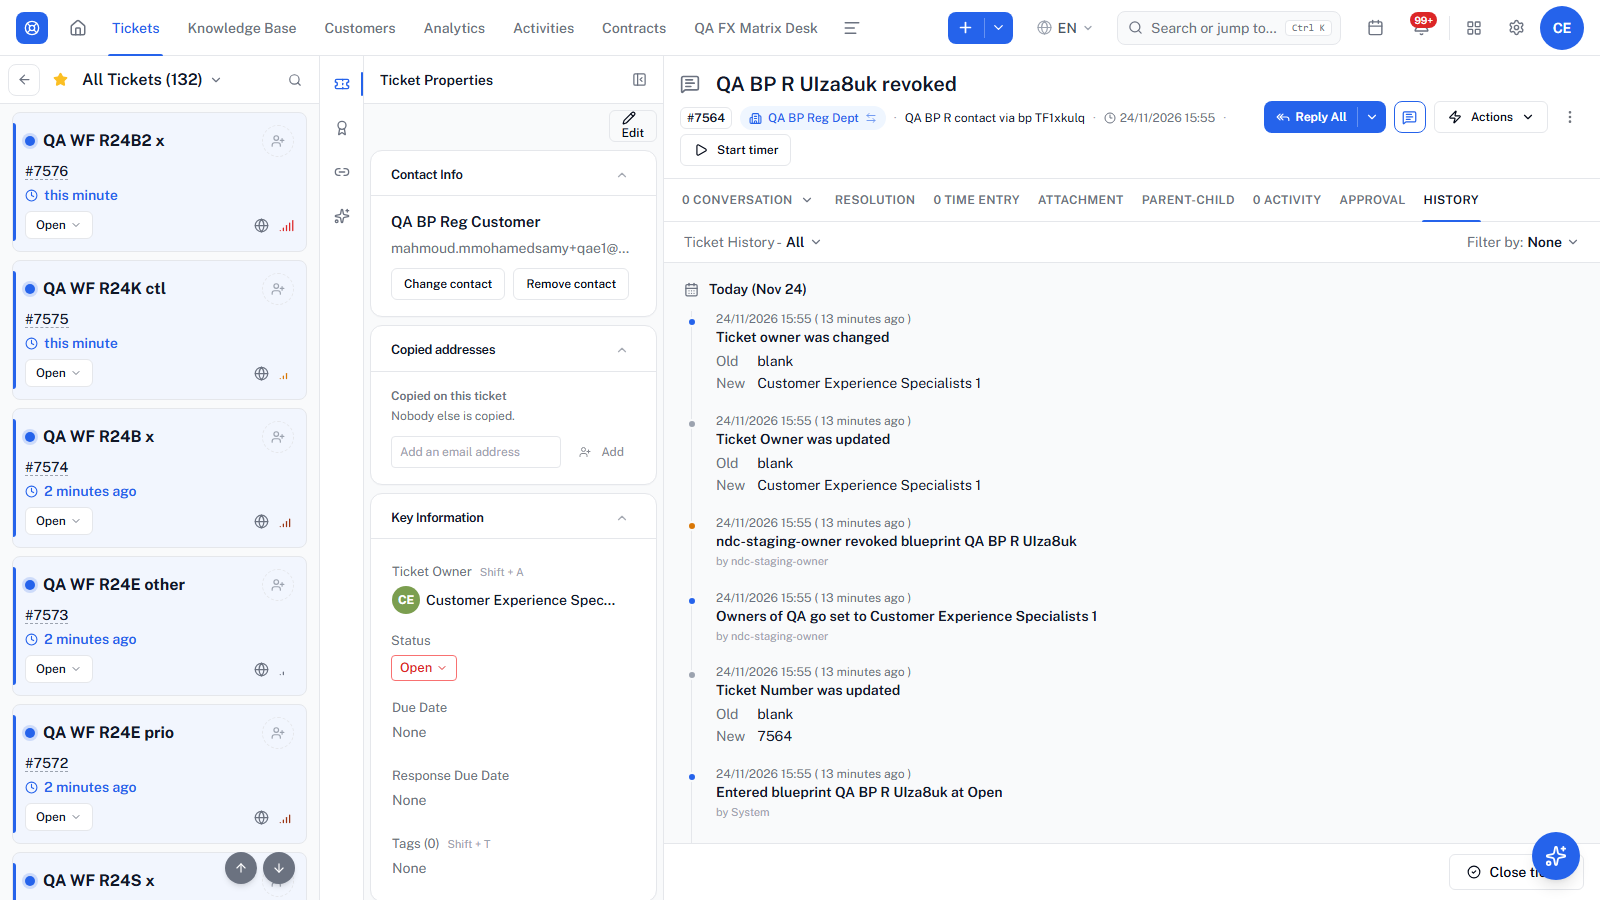 Tickets
Knowledge Base
Customers
Analytics
Activities
Contracts
QA FX Matrix Desk
EN
Search or jump to...
Ctrl K
99+
CE
All Tickets (132)
QA WF R24B2 x
#7576
this minute
Open
QA WF R24K ctl
#7575
this minute
Open
QA WF R24B x
#7574
2 minutes ago
Open
QA WF R24E other
#7573
2 minutes ago
Open
QA WF R24E prio
#7572
2 minutes ago
Open
QA WF R24S x
Ticket Properties
Edit
Contact Info
QA BP Reg Customer
mahmoud.mmohamedsamy+qae1@...
Change contact
Remove contact
Copied addresses
Copied on this ticket
Nobody else is copied.
Add an email address
Add
Key Information
Ticket Owner Shift + A
CE Customer Experience Spec...
Status
Open
Due Date
None
Response Due Date
None
Tags (0) Shift + T
None
QA BP R UIza8uk revoked
#7564
QA BP Reg Dept
· QA BP R contact via bp TF1xkulq
· 24/11/2026 15:55 ·
Reply All
Actions
Start timer
0 CONVERSATION
RESOLUTION
0 TIME ENTRY
ATTACHMENT
PARENT-CHILD
0 ACTIVITY
APPROVAL
HISTORY
Ticket History - All
Filter by: None
Today (Nov 24)
24/11/2026 15:55 ( 13 minutes ago )
Ticket owner was changed
Old blank
New Customer Experience Specialists 1
24/11/2026 15:55 ( 13 minutes ago )
Ticket Owner was updated
Old blank
New Customer Experience Specialists 1
24/11/2026 15:55 ( 13 minutes ago )
ndc-staging-owner revoked blueprint QA BP R UIza8uk
by ndc-staging-owner
24/11/2026 15:55 ( 13 minutes ago )
Owners of QA go set to Customer Experience Specialists 1
by ndc-staging-owner
24/11/2026 15:55 ( 13 minutes ago )
Ticket Number was updated
Old blank
New 7564
24/11/2026 15:55 ( 13 minutes ago )
Entered blueprint QA BP R UIza8uk at Open
by System
Close